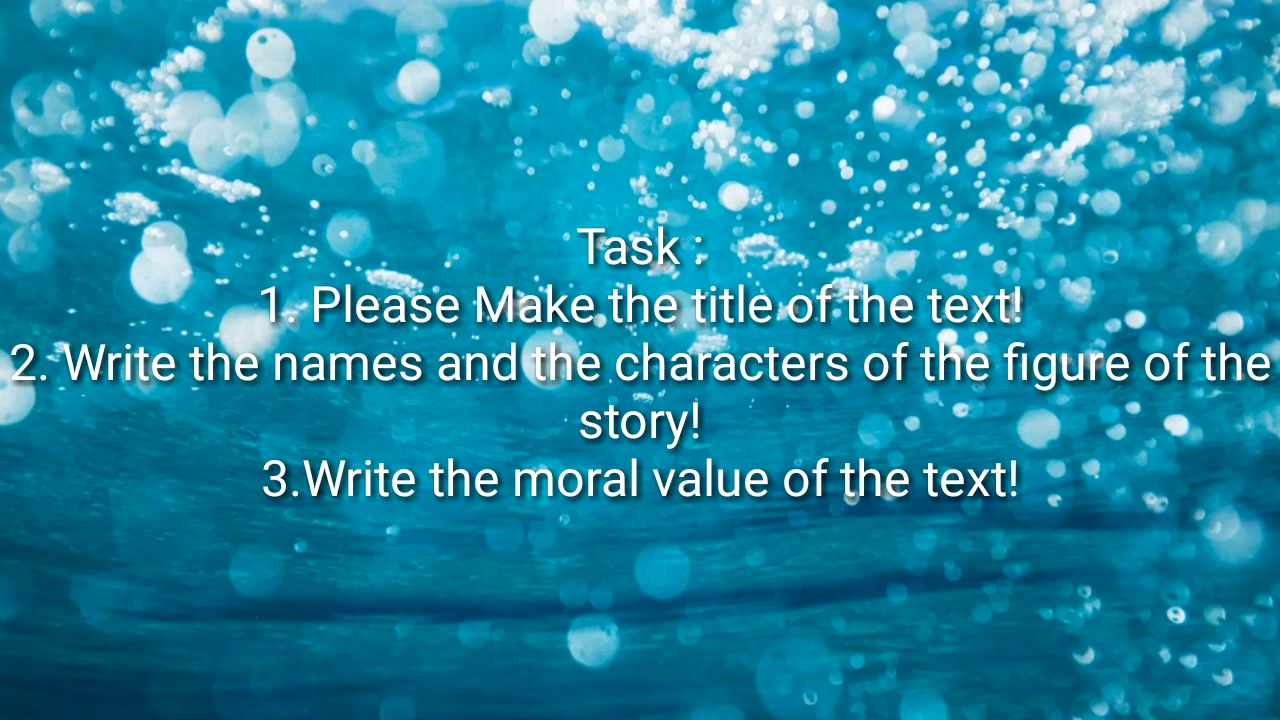 Task :
1. Please Make the title of the text!
2. Write the names and the characters of the figure of the
story!
3.Write the moral value of the text!